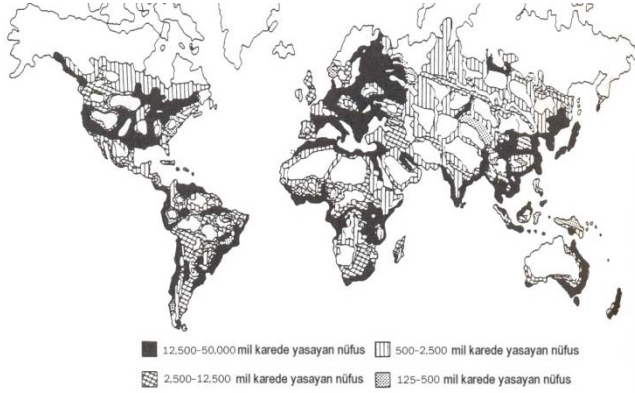 12,500-50,000 mil karede yasayan nüfus
500-2,500 mil karede yasayan nüfus
2,500-12,500 mil karede yasayan nüfus
125-500 mil karede yasayan nüfus